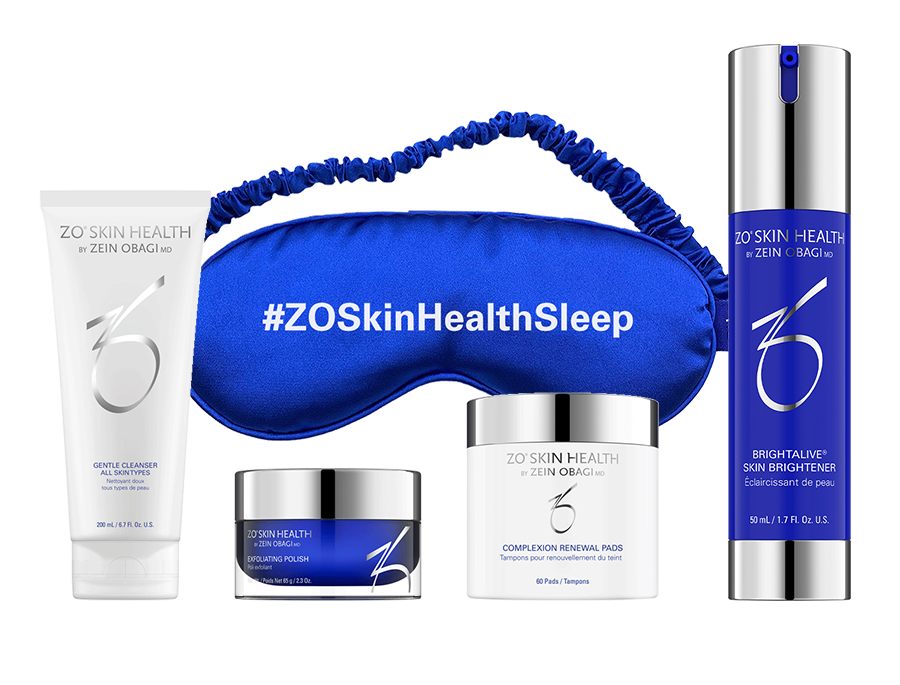 #ZOSkinHealthSleep
ZO® SKIN HEALTH
BY ZEIN OBAGI MD
GENTLE CLEANSER
ALL SKINTYPES
Nettoyant doux
tous types de peau
200 mL / 6.7 Fl. Oz. U.S.
ZO® SKIN HEALTH
BY ZEIN OBAGI MD
EXFOLIATING POLISH
Poli exfoliant
/ Poids Net 65 g / 2.3 Oz.
ZO® SKIN HEALTH
BY ZEIN OBAGI MD
COMPLEXION RENEWAL PADS
Tampons pour renouvellement du teint
60 Pads / Tampons
ZO® SKIN HEALTH
BY ZEIN OBAGI MD
BRIGHTALIVE®
SKIN BRIGHTENER
Éclaircissant de peau
50 mL / 1.7 Fl. Oz. U.S.